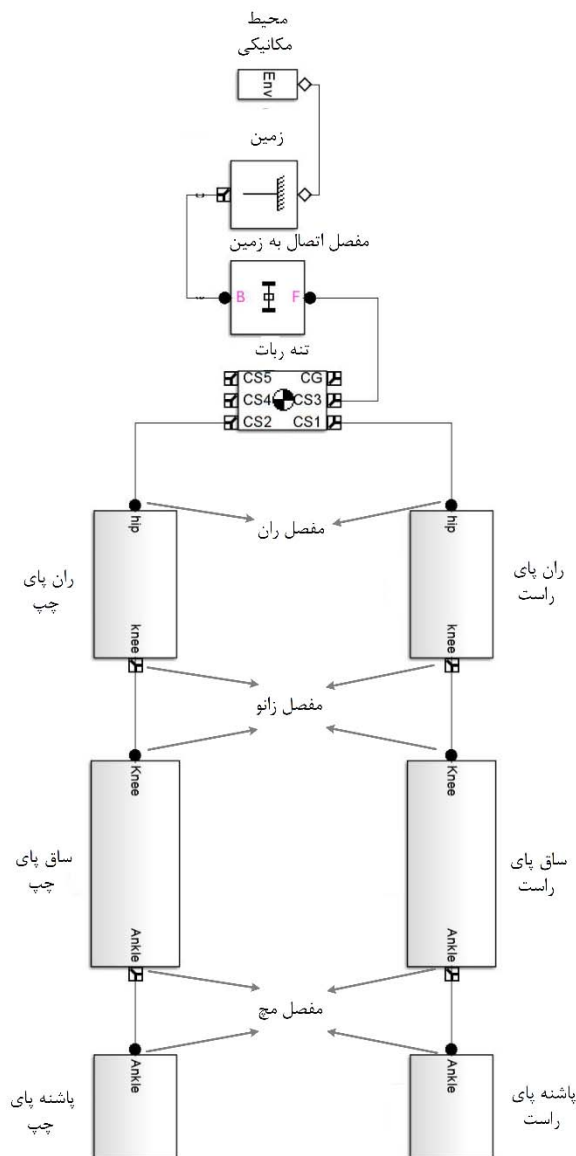 محیط
مکانیکی
Env
زمین
مفصل اتصال به زمین
B F
تنه ربات
CS5 CG
CS4 CS3
CS2 CS1
hip hip
مفصل ران
ران پای
چپ
ران پای
راست
knee knee
مفصل زانو
Knee Knee
ساق پای
چپ
ساق پای
راست
Ankle Ankle
مفصل مچ
Ankle Ankle
پاشنه پای
چپ
پاشنه پای
راست